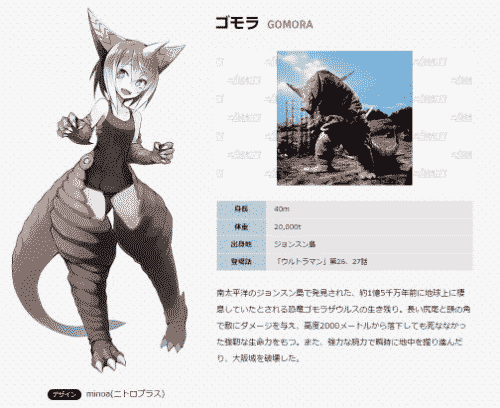 ゴモラ GOMORA
身長 40m
体重 20,000t
出身地 ジョンスン島
登場話 「ウルトラマン」第26、27話
南太平洋のジョンスン島で発見された、約1億5千万年前に地球上に棲
息していたとされる恐竜ゴモラザウルスの生き残り。長い尻尾と頭の角
で敵にダメージを与え、高度2000メートルから落下しても死ななかっ
た強靭な生命力をもつ。また、強力な腕力で瞬時に地中を掘り進んだ
り、大阪城を破壊した。
デザイン minoa(ニトロプラス)